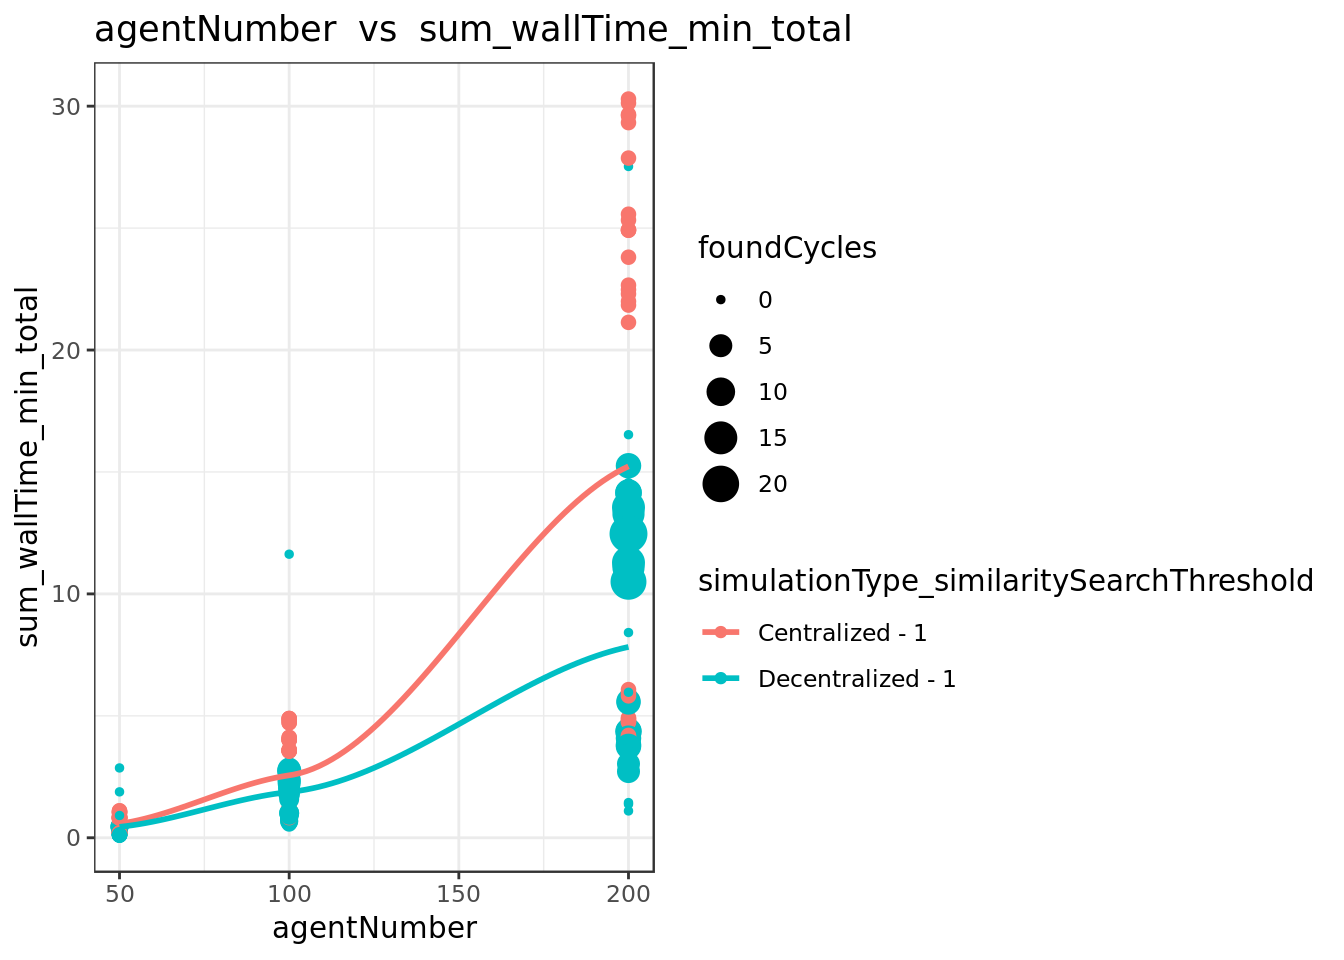 agentNumber vs sum_wallTime_min_total
sum_wallTime_min_total
30
20
10
0
50 100 150 200
agentNumber
foundCycles
0
5
10
15
20
simulationType_similaritySearchThreshold
Centralized - 1
Decentralized - 1